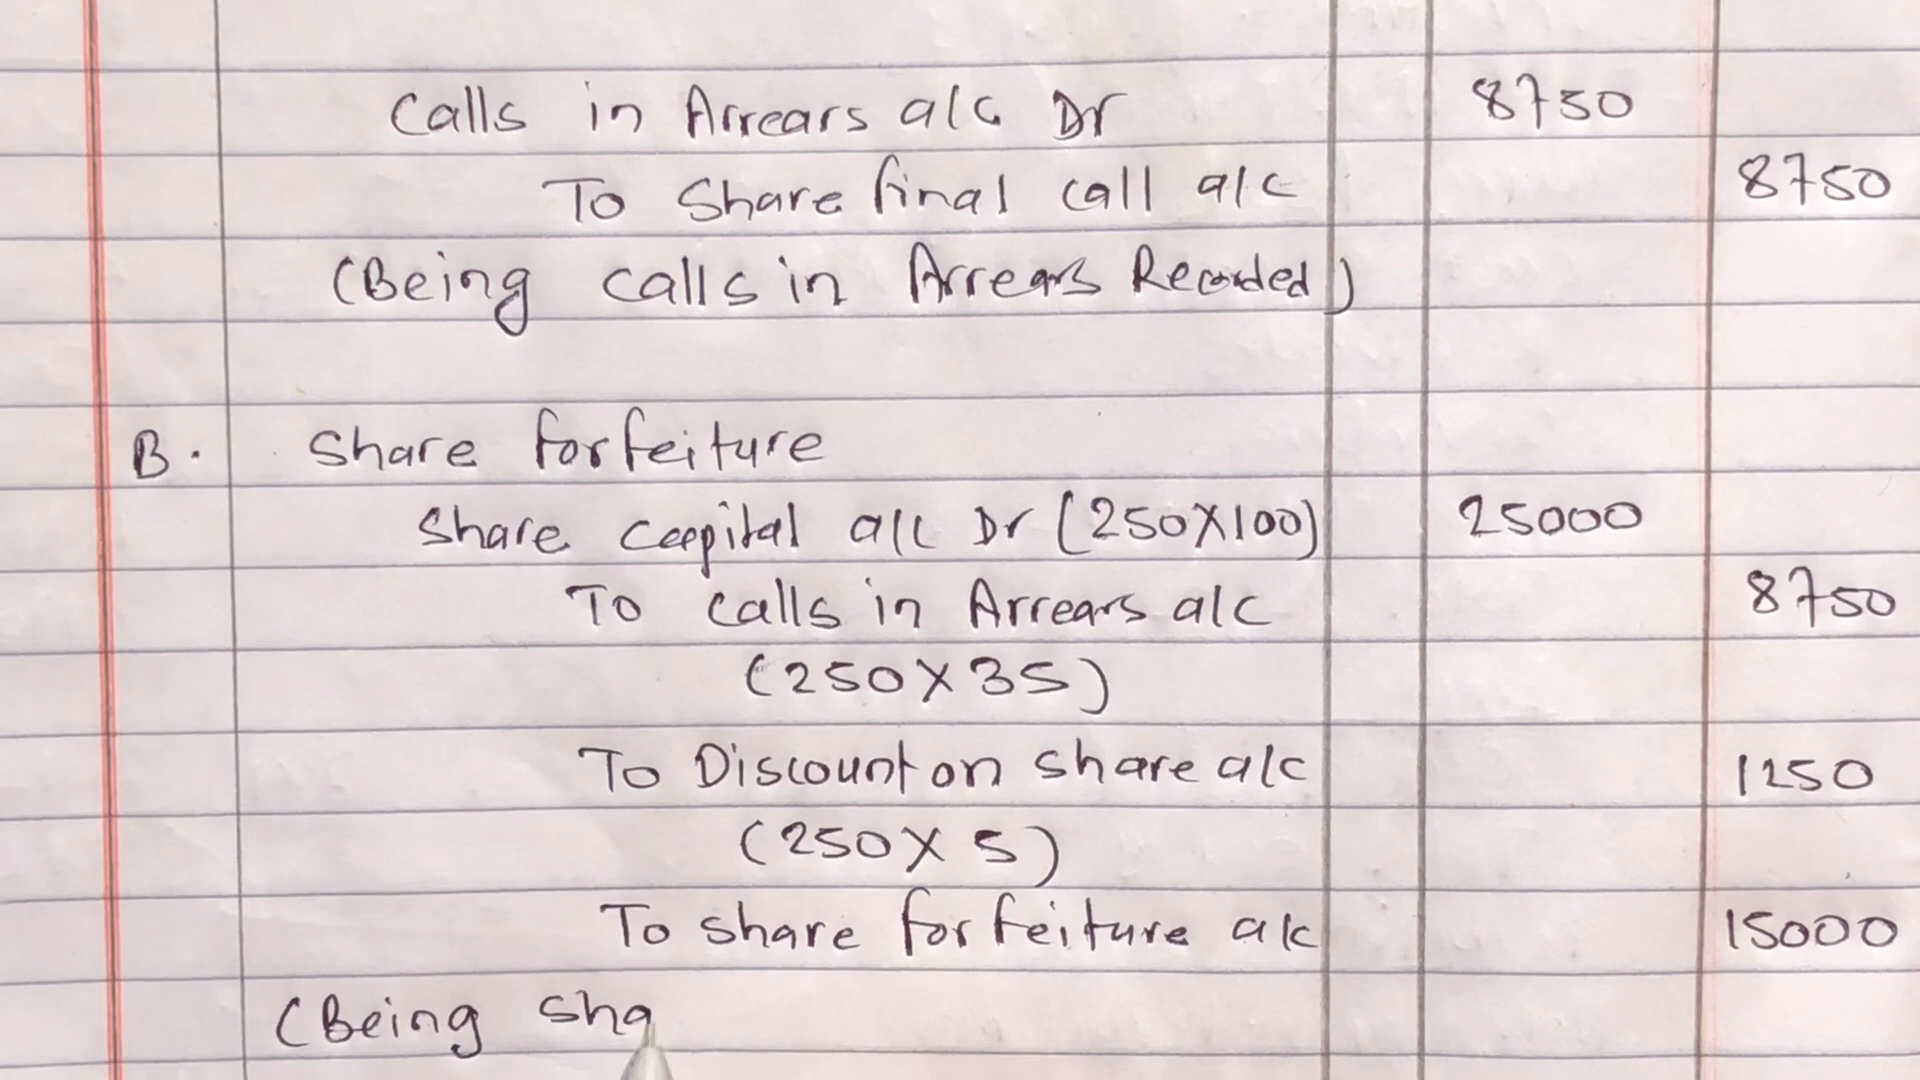 Calls in Arrears a/c Dr 8750
To Share final call a/c 8750
(Being calls in Arrears Recorded)
B. Share forfeiture
Share capital a/c Dr (250X100) 25000
To calls in Arrears a/c 8750
(250X35)
To Discount on share a/c 1250
(250X5)
To share forfeiture a/c 15000
(Being sha